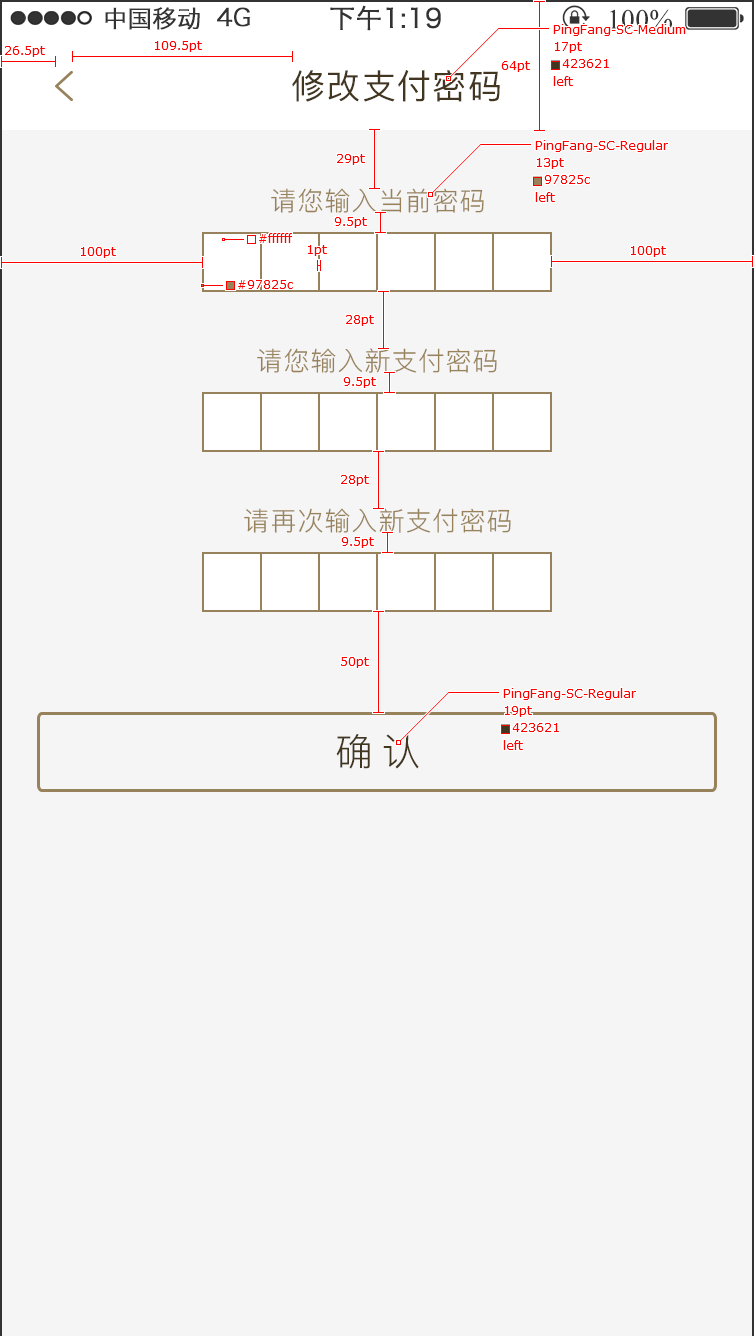 中国移动 4G 下午1:19 100%
PingFang-SC-Medium
17pt
423621
left
26.5pt
109.5pt
64pt
修改支付密码
29pt
PingFang-SC-Regular
13pt
97825c
left
请您输入当前密码
9.5pt
#ffffff
1pt
100pt
100pt
#97825c
28pt
请您输入新支付密码
9.5pt
28pt
请再次输入新支付密码
9.5pt
50pt
PingFang-SC-Regular
19pt
423621
left
确 认